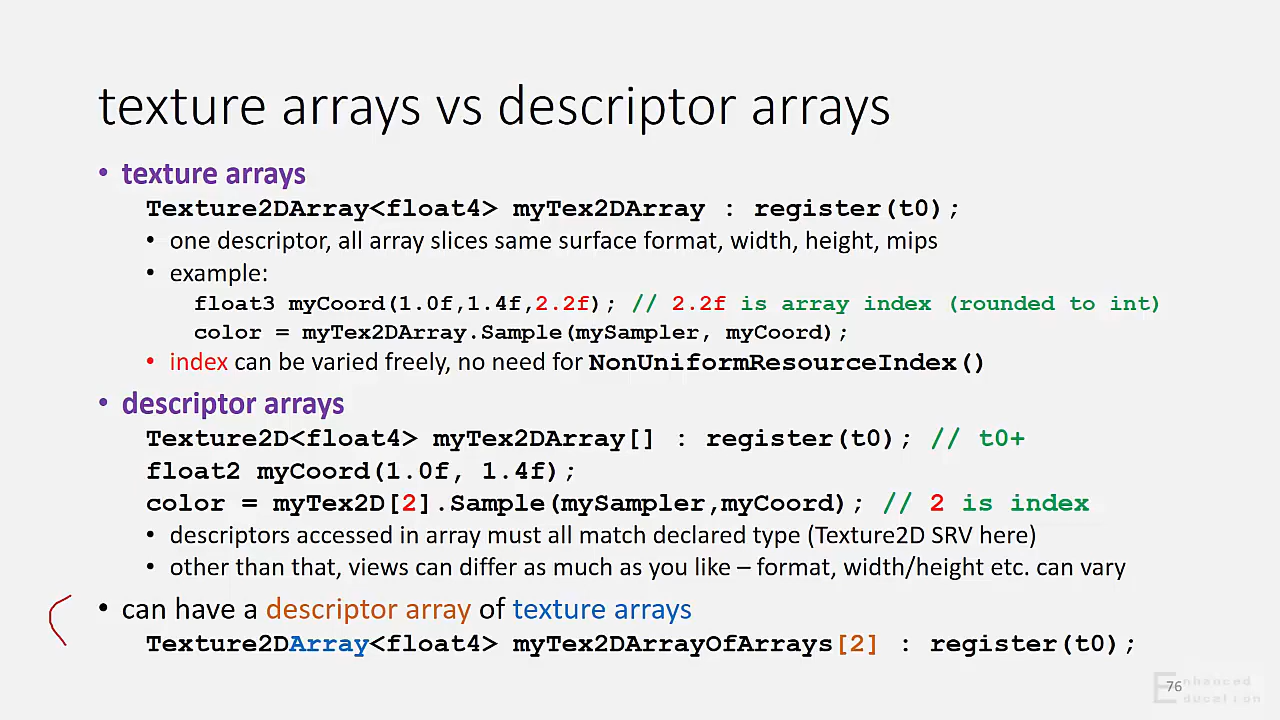 texture arrays vs descriptor arrays
• texture arrays
Texture2DArray<float4> myTex2DArray : register(t0);
• one descriptor, all array slices same surface format, width, height, mips
• example:
float3 myCoord(1.0f,1.4f,2.2f); // 2.2f is array index (rounded to int)
color = myTex2DArray.Sample(mySampler, myCoord);
• index can be varied freely, no need for NonUniformResourceIndex()
• descriptor arrays
Texture2D<float4> myTex2DArray[] : register(t0); // t0+
float2 myCoord(1.0f, 1.4f);
color = myTex2D[2].Sample(mySampler,myCoord); // 2 is index
• descriptors accessed in array must all match declared type (Texture2D SRV here)
• other than that, views can differ as much as you like – format, width/height etc. can vary
• can have a descriptor array of texture arrays
Texture2DArray<float4> myTex2DArrayOfArrays[2] : register(t0);
76
Enhanced
Education